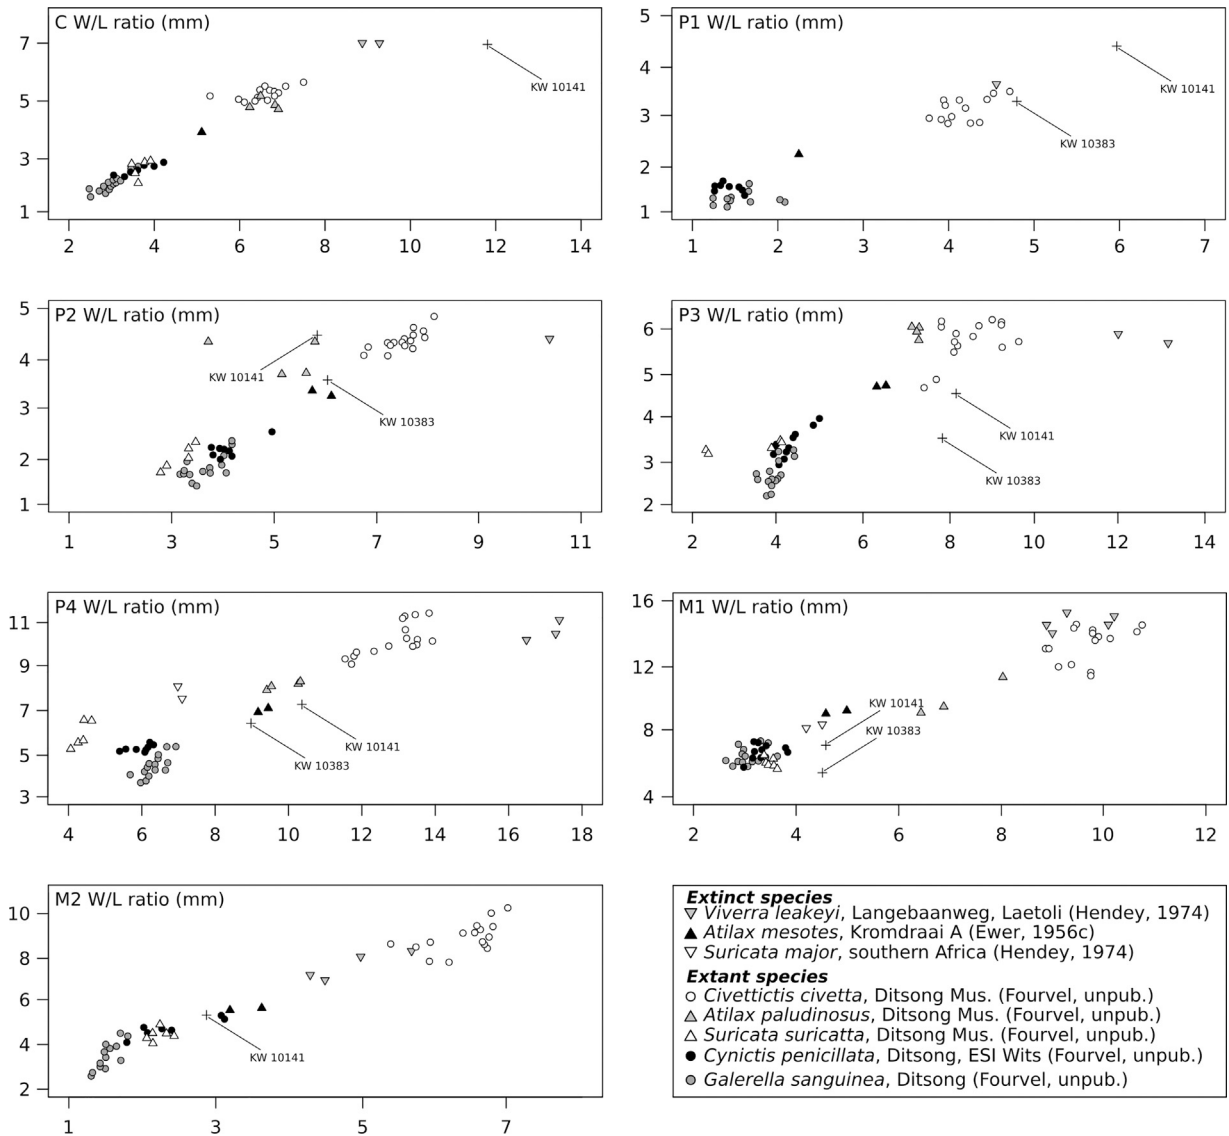 C W/L ratio (mm)
7
5
3
1
2 4 6 8 10 12 14
KW 10141
P1 W/L ratio (mm)
5
4
3
2
1
1 2 3 4 5 6 7
KW 10141
KW 10383
P2 W/L ratio (mm)
5
4
3
2
1
1 3 5 7 9 11
KW 10141
KW 10383
P3 W/L ratio (mm)
6
5
4
3
2
2 4 6 8 10 12 14
KW 10141
KW 10383
P4 W/L ratio (mm)
11
9
7
5
3
4 6 8 10 12 14 16 18
KW 10141
KW 10383
M1 W/L ratio (mm)
16
12
8
4
2 4 6 8 10 12
KW 10141
KW 10383
M2 W/L ratio (mm)
10
8
6
4
2
1 3 5 7
KW 10141
Extinct species
Viverra leakeyi, Langebaanweg, Laetoli (Hendey, 1974)
Atilax mesotes, Kromdraai A (Ewer, 1956c)
Suricata major, southern Africa (Hendey, 1974)
Extant species
Civettictis civetta, Ditsong Mus. (Fourvel, unpub.)
Atilax paludinosus, Ditsong Mus. (Fourvel, unpub.)
Suricata suricatta, Ditsong Mus. (Fourvel, unpub.)
Cynictis penicillata, Ditsong, ESI Wits (Fourvel, unpub.)
Galerella sanguinea, Ditsong (Fourvel, unpub.)